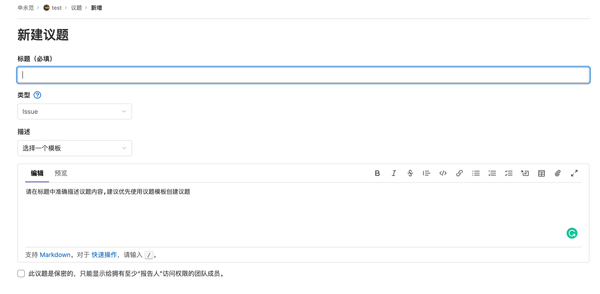 申水范 › test › 议题 › 新增
新建议题
标题（必填）
类型
Issue
描述
选择一个模板
编辑 预览
请在标题中准确描述议题内容,建议优先使用议题模板创建议题
支持 Markdown。对于 快速操作，请输入 /。
此议题是保密的，只能显示给拥有至少“报告人”访问权限的团队成员。